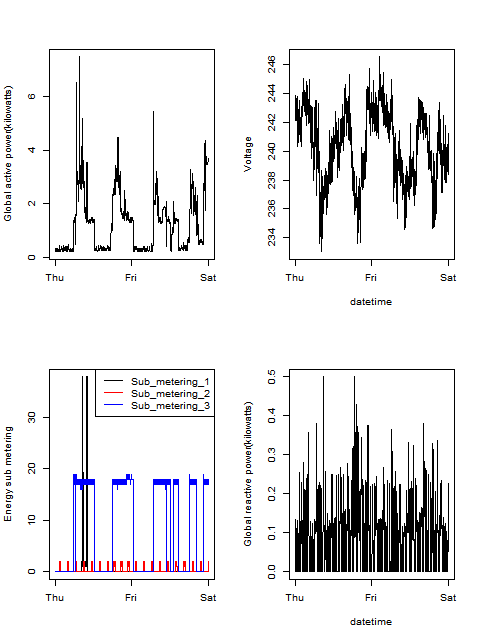 Global active power(kilowatts)
0 2 4 6
Thu Fri Sat
Voltage
234 236 238 240 242 244 246
Thu Fri Sat
datetime
Energy sub metering
0 10 20 30
Sub_metering_1
Sub_metering_2
Sub_metering_3
Thu Fri Sat
Global reactive power(kilowatts)
0.0 0.1 0.2 0.3 0.4 0.5
Thu Fri Sat
datetime